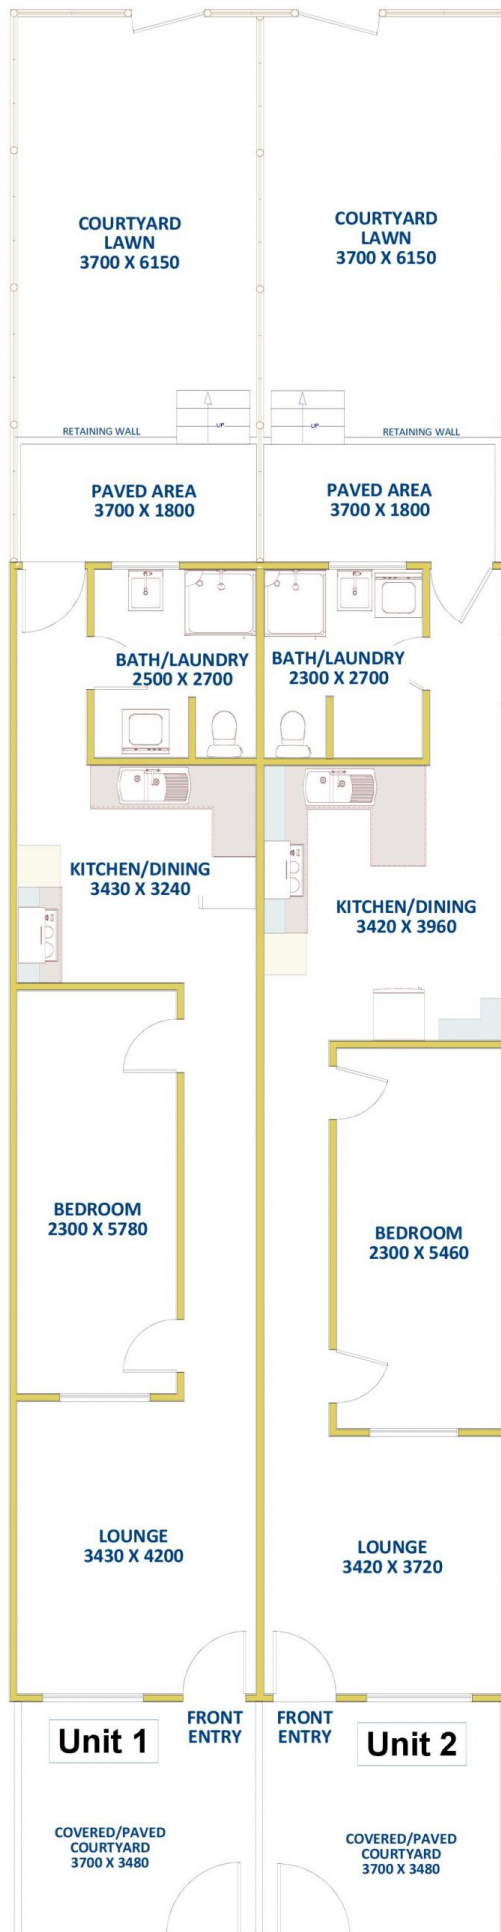 COURTYARD
LAWN
3700 X 6150
COURTYARD
LAWN
3700 X 6150
UP
UP
RETAINING WALL
RETAINING WALL
PAVED AREA
3700 X 1800
PAVED AREA
3700 X 1800
BATH/LAUNDRY
2500 X 2700
BATH/LAUNDRY
2300 X 2700
KITCHEN/DINING
3430 X 3240
KITCHEN/DINING
3420 X 3960
BEDROOM
2300 X 5780
BEDROOM
2300 X 5460
LOUNGE
3430 X 4200
LOUNGE
3420 X 3720
FRONT
ENTRY
FRONT
ENTRY
Unit 1
Unit 2
COVERED/PAVED
COURTYARD
3700 X 3480
COVERED/PAVED
COURTYARD
3700 X 3480